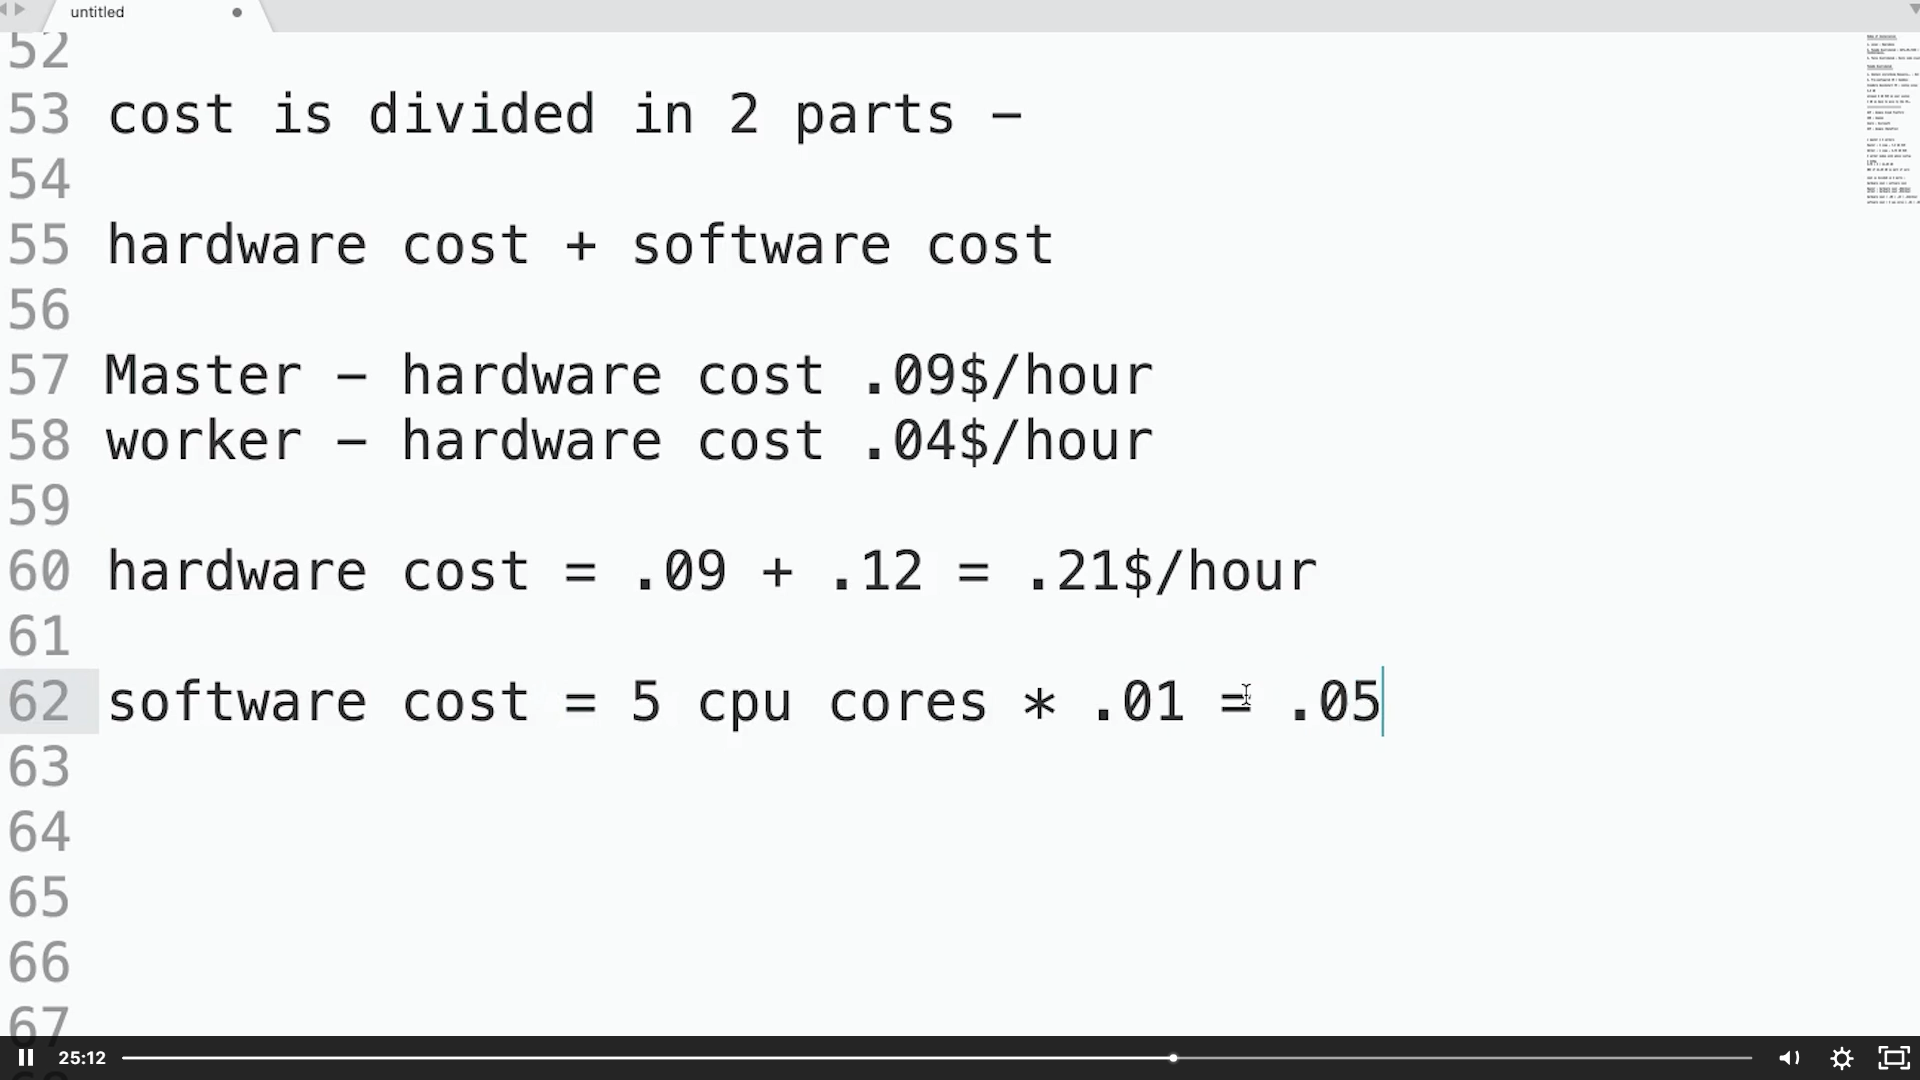 untitled
52
53 cost is divided in 2 parts –
54
55 hardware cost + software cost
56
57 Master – hardware cost .09$/hour
58 worker – hardware cost .04$/hour
59
60 hardware cost = .09 + .12 = .21$/hour
61
62 software cost = 5 cpu cores * .01 = .05
63
64
65
66
67
25:12